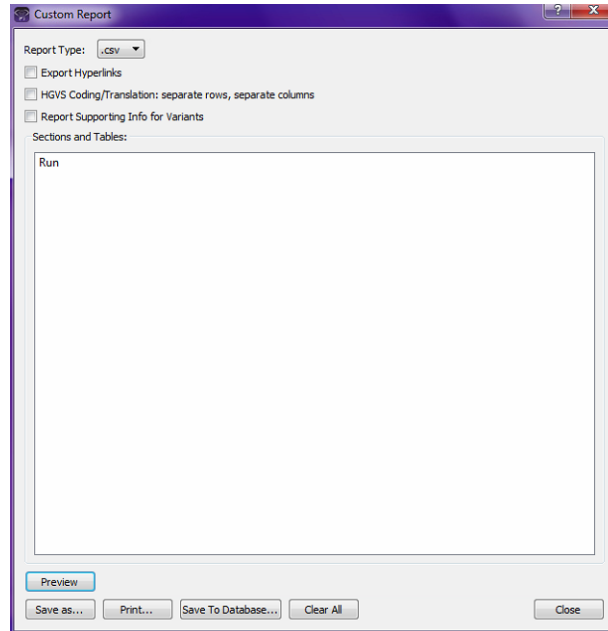 Custom Report
Report Type: .csv
Export Hyperlinks
HGVS Coding/Translation: separate rows, separate columns
Report Supporting Info for Variants
Sections and Tables:
Run
Preview
Save as... Print... Save To Database... Clear All Close